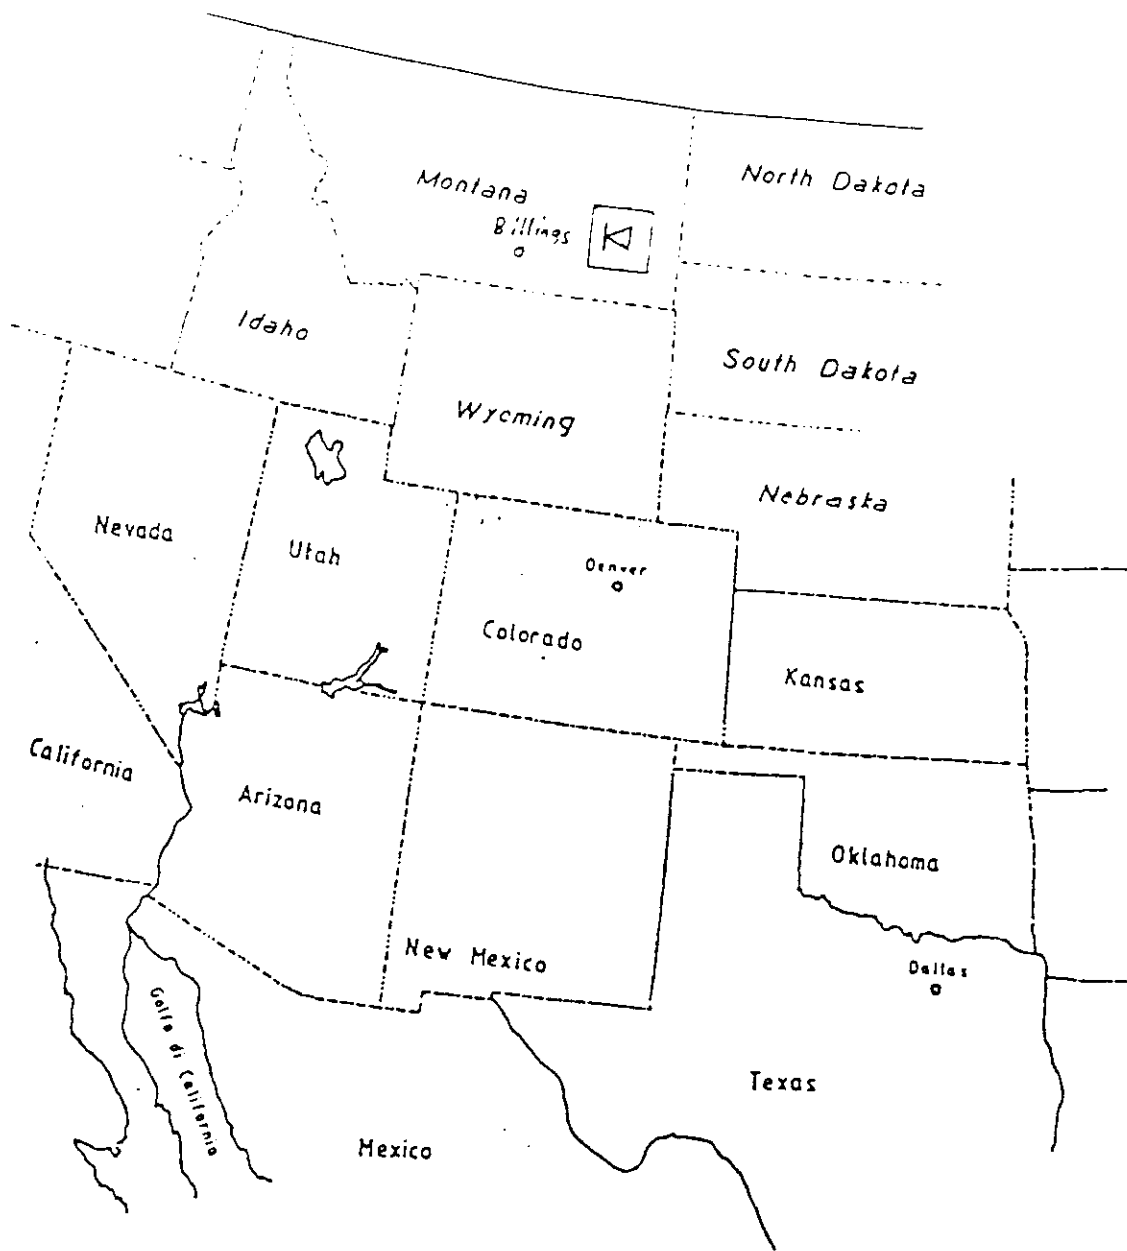 North Dakota
Montana
Billings
Idaho
South Dakota
Wycming
Nebraska
Nevada
Utah
Denver
Colorado
Kansas
California
Arizona
Oklahoma
New Mexico
Dallas
Golfo di California
Texas
Mexico